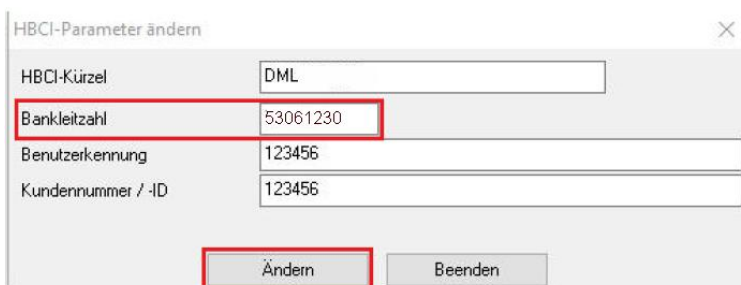 HBCI-Parameter ändern
HBCI-Kürzel DML
Bankleitzahl 53061230
Benutzerkennung 123456
Kundennummer / -ID 123456
Ändern Beenden